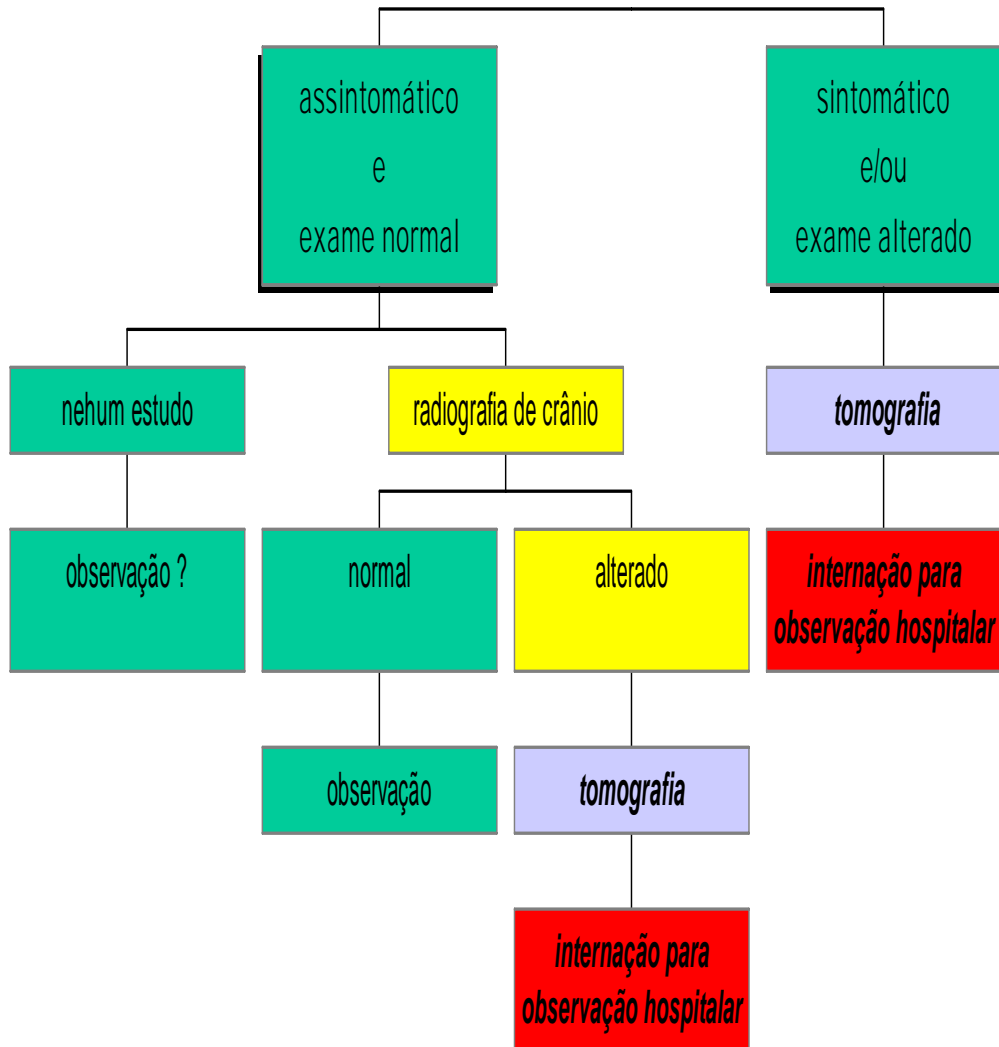 assintomático
e
exame normal
sintomático
e/ou
exame alterado
nehum estudo
radiografia de crânio
tomografia
observação ?
normal
alterado
internação para
observação hospitalar
observação
tomografia
internação para
observação hospitalar